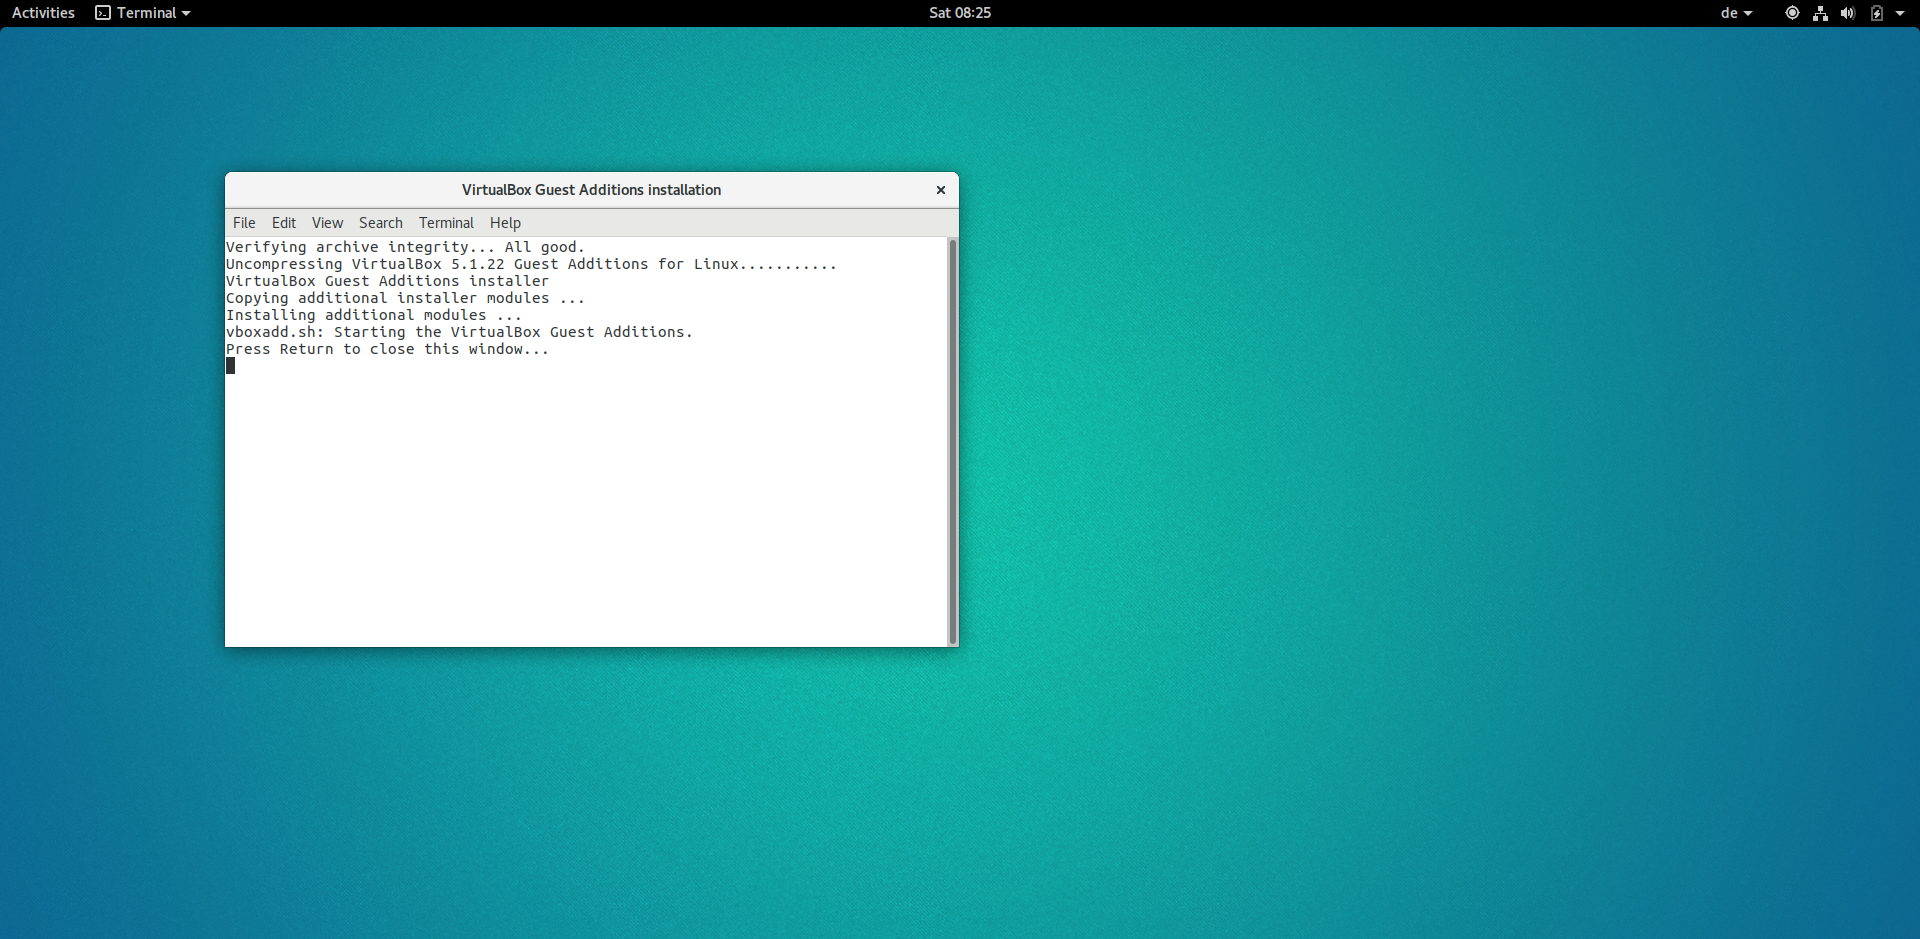 Activities Terminal Sat 08:25 de
VirtualBox Guest Additions installation
File Edit View Search Terminal Help
Verifying archive integrity... All good.
Uncompressing VirtualBox 5.1.22 Guest Additions for Linux...........
VirtualBox Guest Additions installer
Copying additional installer modules ...
Installing additional modules ...
vboxadd.sh: Starting the VirtualBox Guest Additions.
Press Return to close this window...